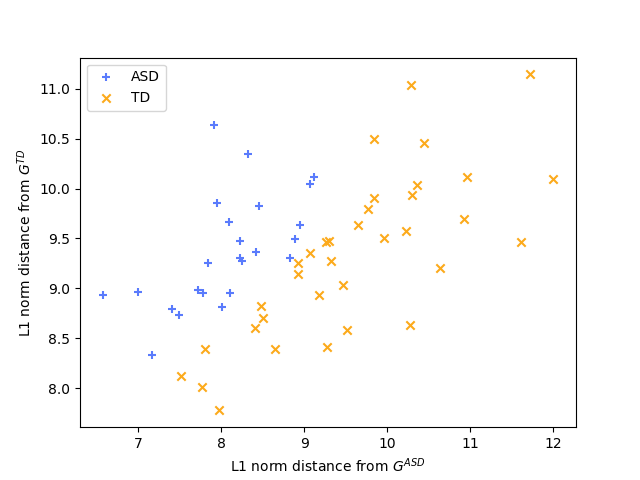 ASD
TD
11.0
10.5
10.0
9.5
9.0
8.5
8.0
L1 norm distance from G^{TD}
7 8 9 10 11 12
L1 norm distance from G^{ASD}